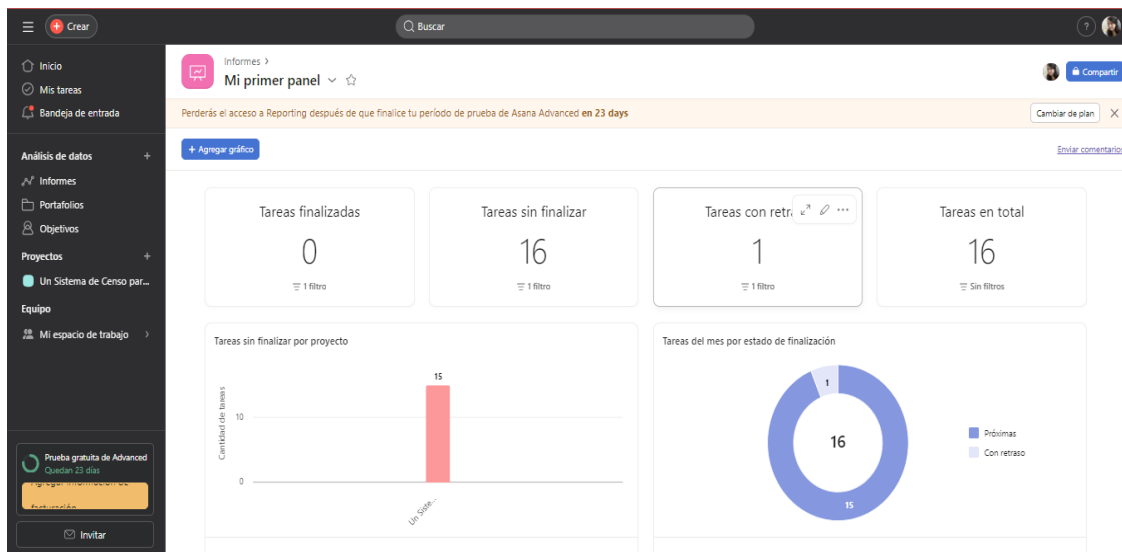 Crear
Buscar
?
Inicio
Mis tareas
Bandeja de entrada
Análisis de datos +
Informes
Portafolios
Objetivos
Proyectos +
Un Sistema de Censo par...
Equipo
Mi espacio de trabajo
Prueba gratuita de Advanced
Quedan 23 días
Agregar información de
facturación
Invitar
Informes
Mi primer panel
Compartir
Perderás el acceso a Reporting después de que finalice tu período de prueba de Asana Advanced en 23 days
Cambiar de plan
+ Agregar gráfico
Enviar comentarios
Tareas finalizadas
0
1 filtro
Tareas sin finalizar
16
1 filtro
Tareas con retr
1
1 filtro
Tareas en total
16
Sin filtros
Tareas sin finalizar por proyecto
Cantidad de tareas
15
10
0
Un Siste...
Tareas del mes por estado de finalización
1
16
15
Próximas
Con retraso